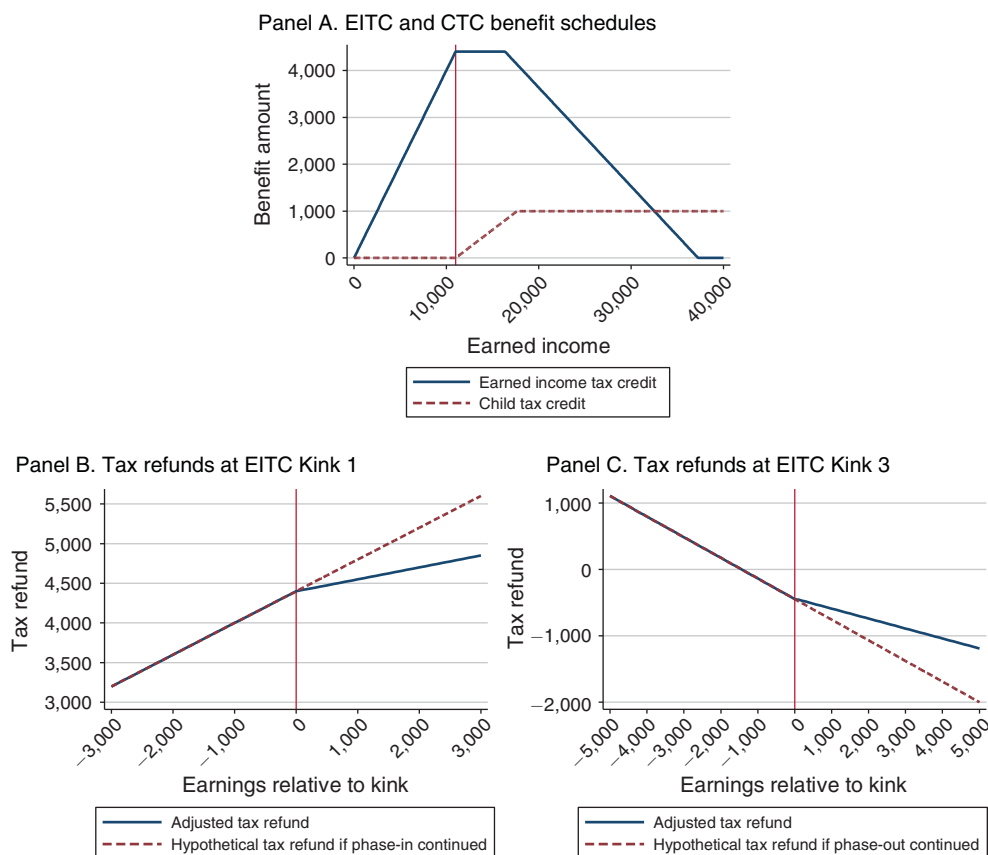 Panel A. EITC and CTC benefit schedules
Benefit amount
4,000
3,000
2,000
1,000
0
0
10,000
20,000
30,000
40,000
Earned income
Earned income tax credit
Child tax credit
Panel B. Tax refunds at EITC Kink 1
Tax refund
5,500
5,000
4,500
4,000
3,500
3,000
−3,000
−2,000
−1,000
0
1,000
2,000
3,000
Earnings relative to kink
Adjusted tax refund
Hypothetical tax refund if phase-in continued
Panel C. Tax refunds at EITC Kink 3
Tax refund
1,000
0
−1,000
−2,000
−5,000
−4,000
−3,000
−2,000
−1,000
0
1,000
2,000
3,000
4,000
5,000
Earnings relative to kink
Adjusted tax refund
Hypothetical tax refund if phase-out continued